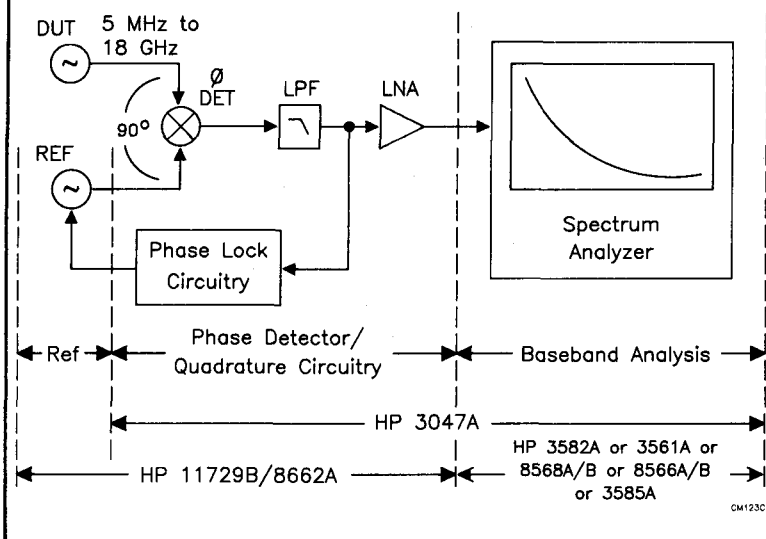 DUT
5 MHz to
18 GHz
~
Ø
DET
LPF
LNA
90°
REF
~
Phase Lock
Circuitry
Spectrum
Analyzer
Ref
Phase Detector/
Quadrature Circuitry
Baseband Analysis
HP 3047A
HP 11729B/8662A
HP 3582A or 3561A or
8568A/B or 8566A/B
or 3585A
CM123C